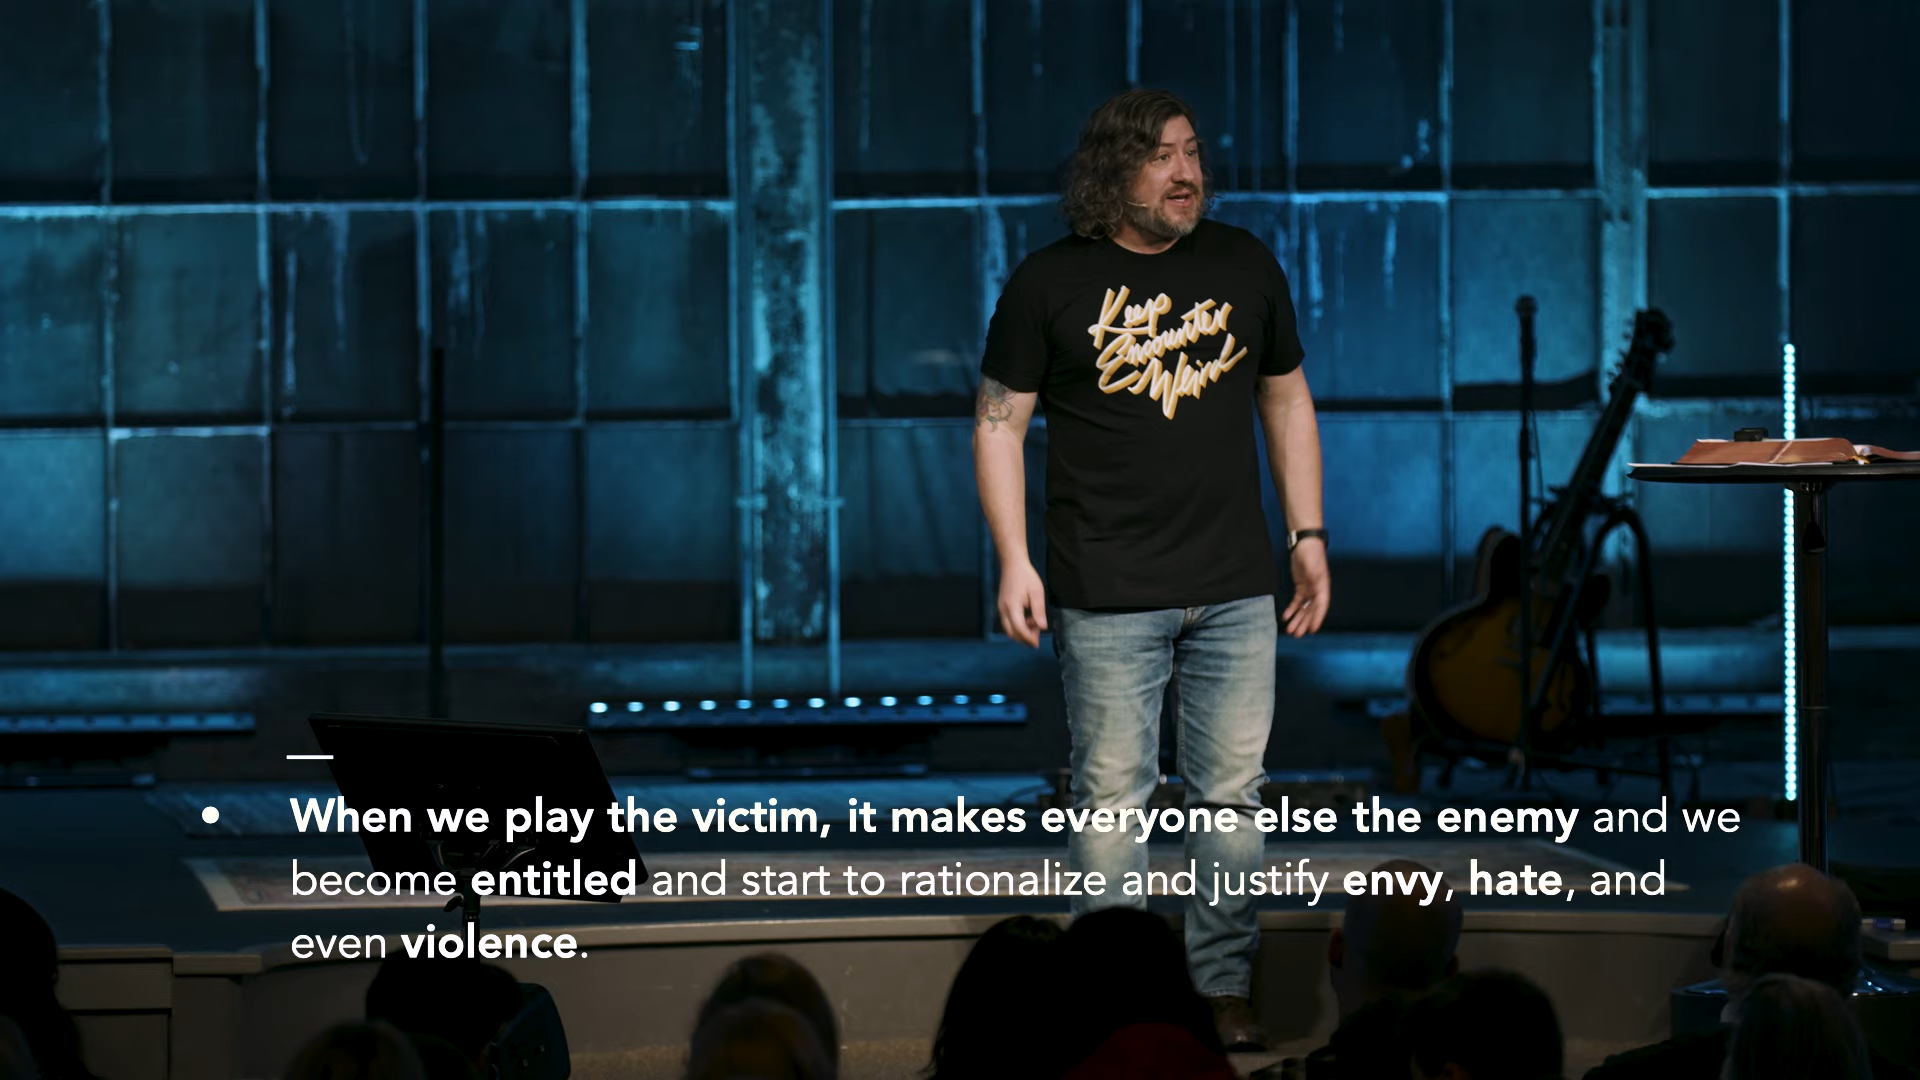 Keep
Encounter
Weird
• When we play the victim, it makes everyone else the enemy and we
become entitled and start to rationalize and justify envy, hate, and
even violence.